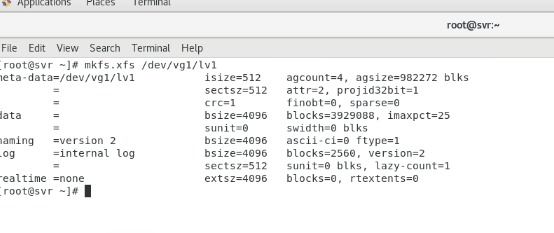 Applications Places Terminal
root@svr:~
File Edit View Search Terminal Help
[root@svr ~]# mkfs.xfs /dev/vg1/lv1
meta-data=/dev/vg1/lv1 isize=512 agcount=4, agsize=982272 blks
= sectsz=512 attr=2, projid32bit=1
= crc=1 finobt=0, sparse=0
data = bsize=4096 blocks=3929088, imaxpct=25
= sunit=0 swidth=0 blks
naming =version 2 bsize=4096 ascii-ci=0 ftype=1
log =internal log bsize=4096 blocks=2560, version=2
= sectsz=512 sunit=0 blks, lazy-count=1
realtime =none extsz=4096 blocks=0, rtextents=0
[root@svr ~]#